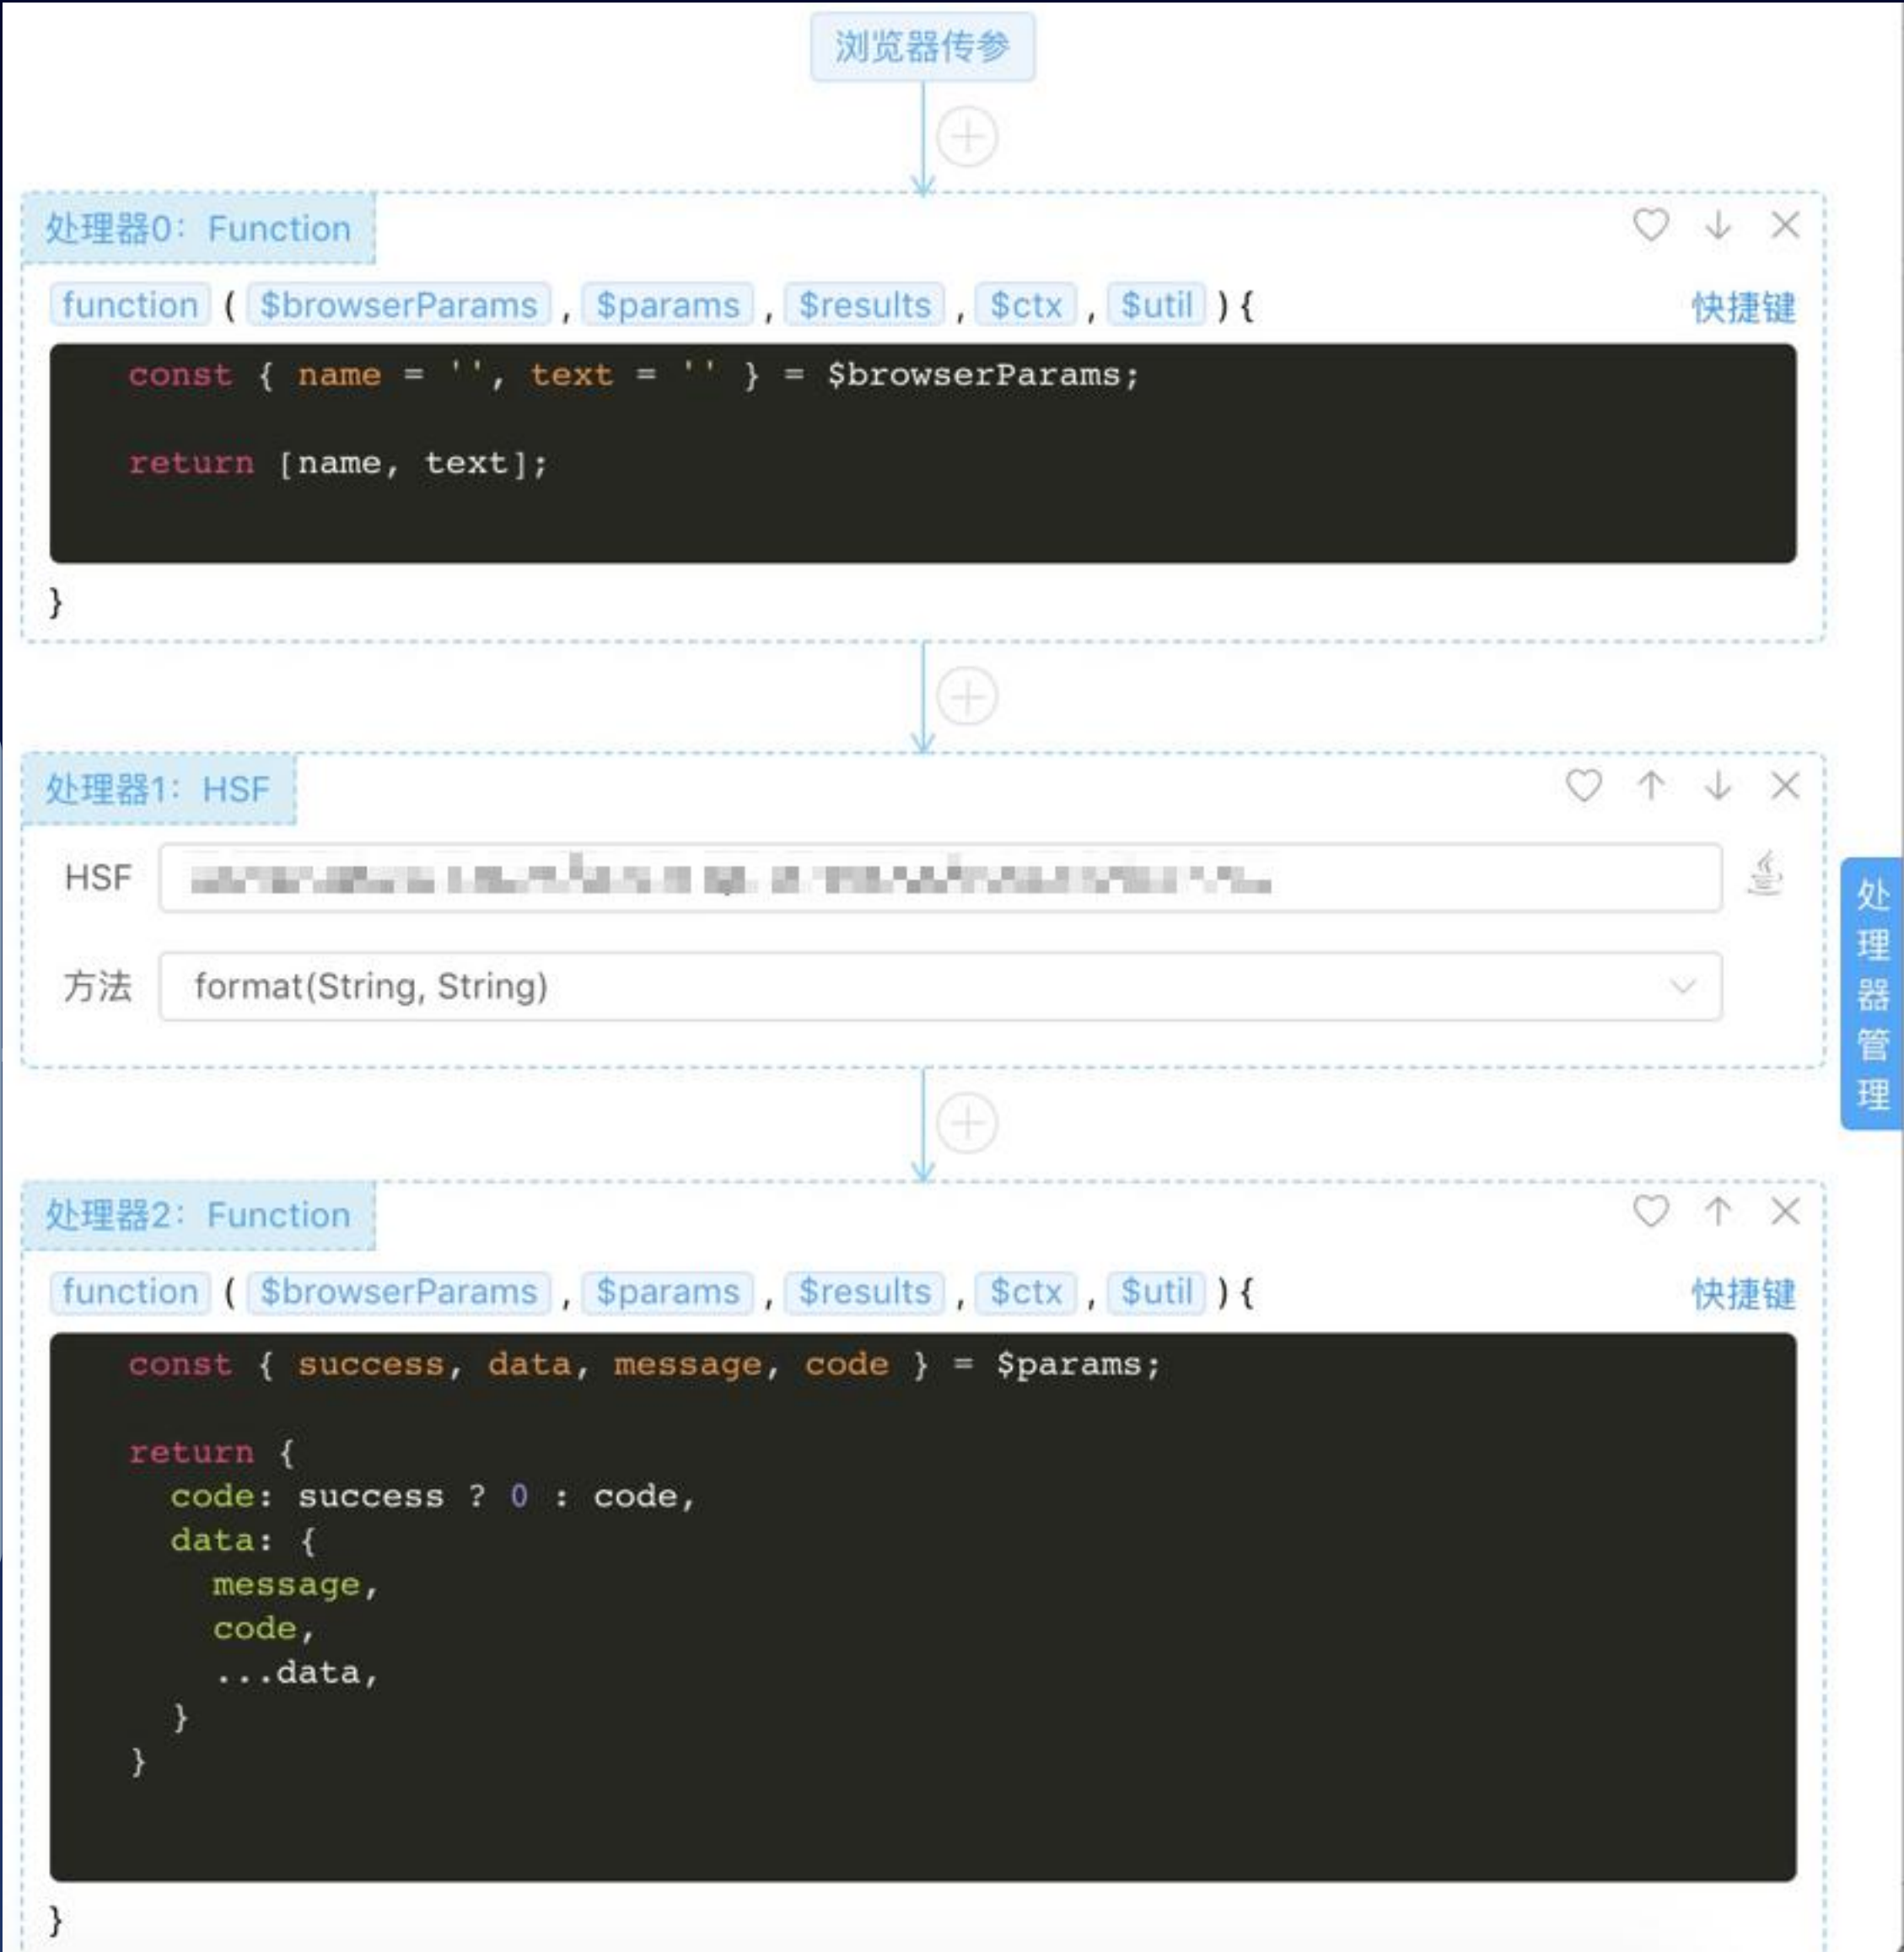 浏览器传参
处理器0：Function
function ( $browserParams , $params , $results , $ctx , $util ) {
快捷键
const { name = '', text = '' } = $browserParams;
return [name, text];
}
处理器1：HSF
HSF
方法 format(String, String)
处理器管理
处理器2：Function
function ( $browserParams , $params , $results , $ctx , $util ) {
快捷键
const { success, data, message, code } = $params;
return {
code: success ? 0 : code,
data: {
message,
code,
...data,
}
}
}